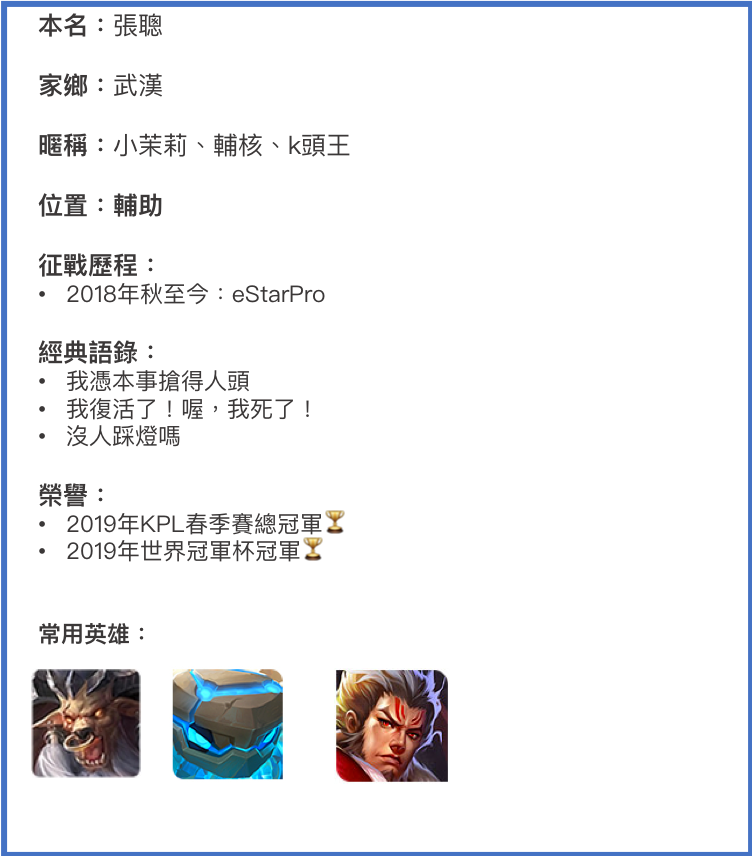 本名：張聰
家鄉：武漢
暱稱：小茉莉、輔核、k頭王
位置：輔助
征戰歷程：
• 2018年秋至今：eStarPro
經典語錄：
• 我憑本事搶得人頭
• 我復活了！喔，我死了！
• 沒人踩燈嗎
榮譽：
• 2019年KPL春季賽總冠軍🏆
• 2019年世界冠軍杯冠軍🏆
常用英雄：